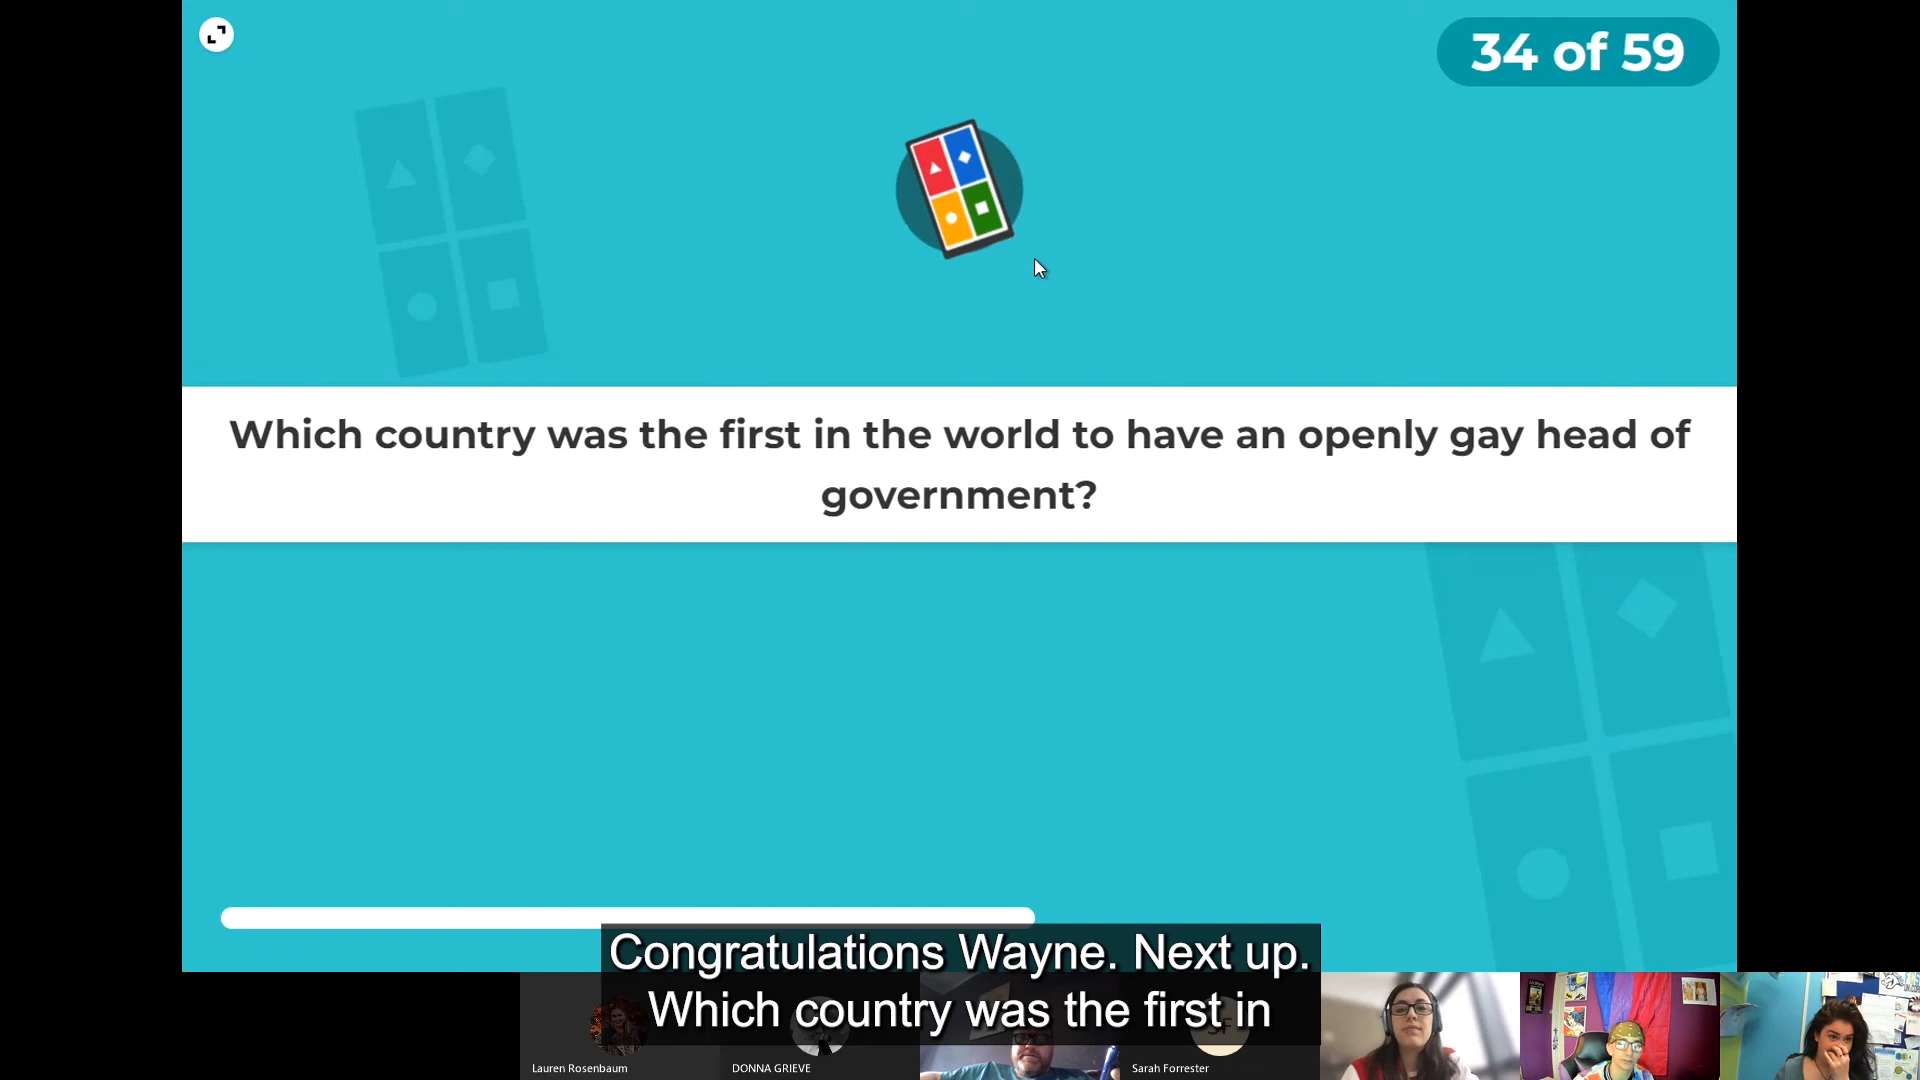 34 of 59
Which country was the first in the world to have an openly gay head of
government?
Congratulations Wayne. Next up.
Which country was the first in
SF
Lauren Rosenbaum
DONNA GRIEVE
Sarah Forrester